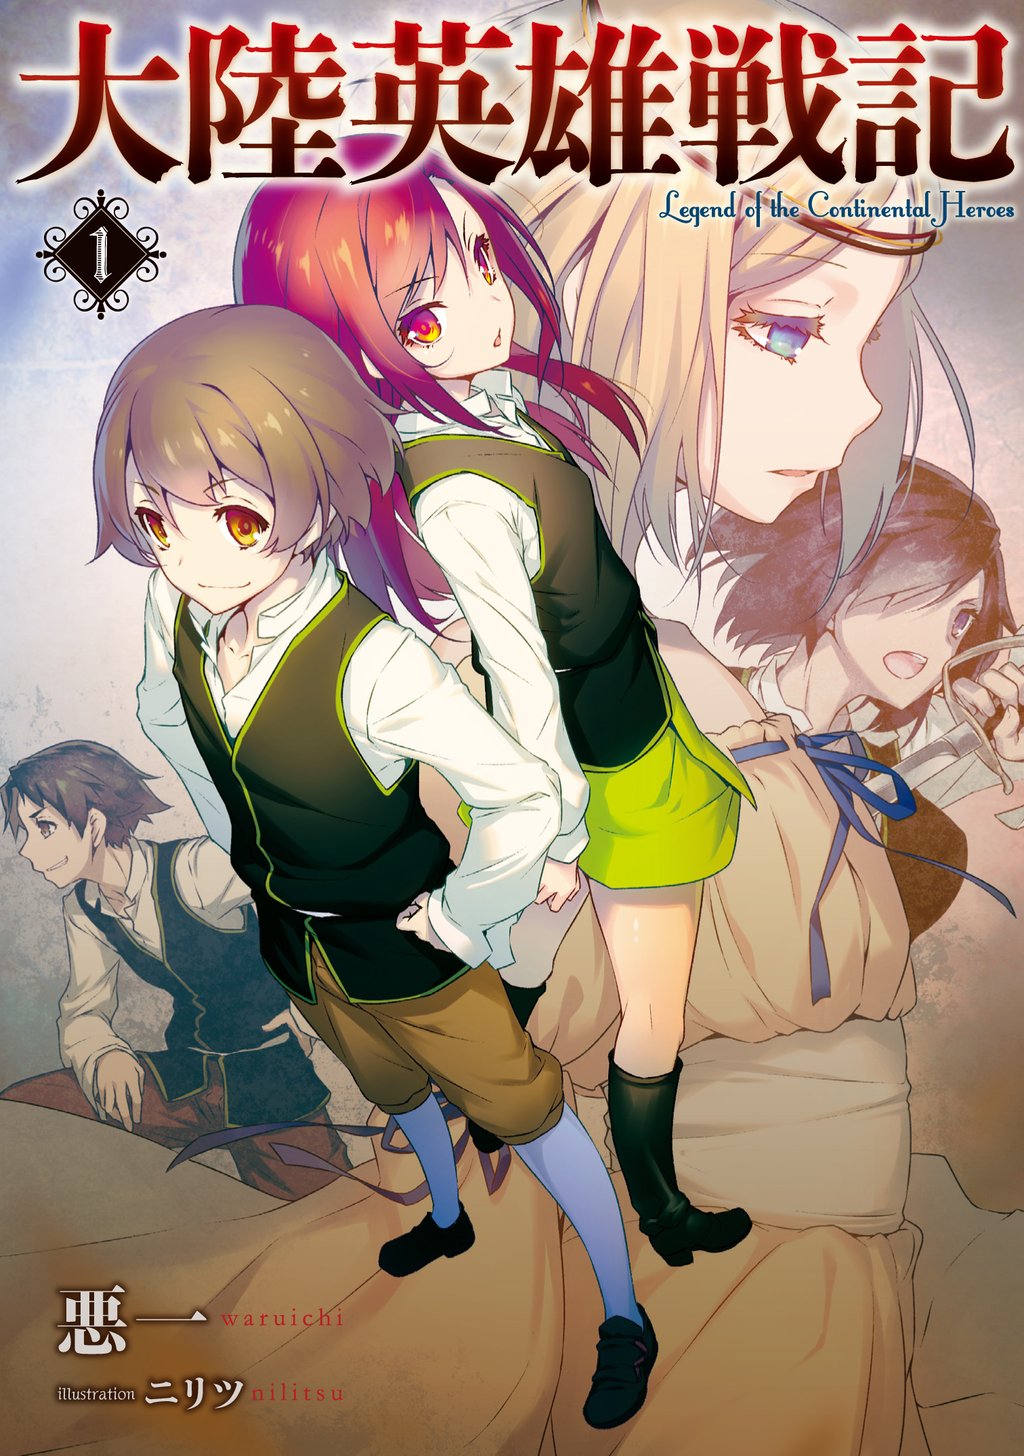 大陸英雄戦記
Legend of the Continental Heroes
1
悪一 waruichi
illustration ニリツ nilitsu